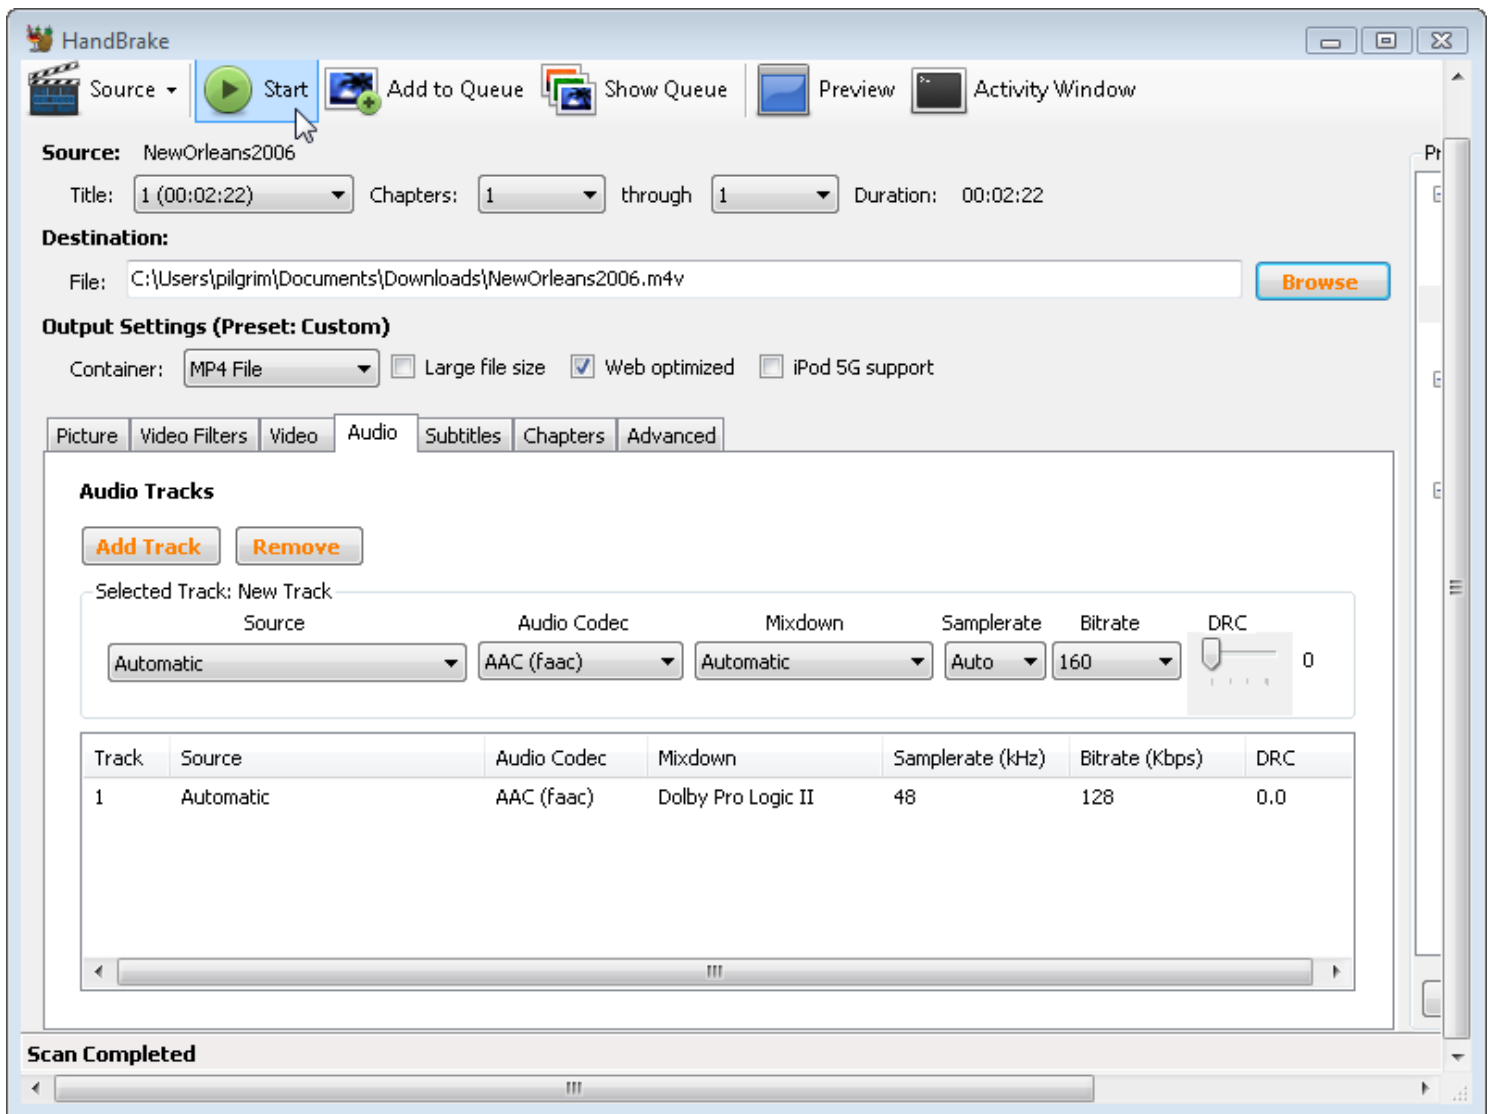 HandBrake
Source Start Add to Queue Show Queue Preview Activity Window
Source: NewOrleans2006
Title: 1 (00:02:22) Chapters: 1 through 1 Duration: 00:02:22
Destination:
File: C:\Users\pilgrim\Documents\Downloads\NewOrleans2006.m4v Browse
Output Settings (Preset: Custom)
Container: MP4 File Large file size Web optimized iPod 5G support
Picture Video Filters Video Audio Subtitles Chapters Advanced
Audio Tracks
Add Track Remove
Selected Track: New Track
Source Audio Codec Mixdown Samplerate Bitrate DRC
Automatic AAC (faac) Automatic Auto 160 0
Track Source Audio Codec Mixdown Samplerate (kHz) Bitrate (Kbps) DRC
1 Automatic AAC (faac) Dolby Pro Logic II 48 128 0.0
Scan Completed